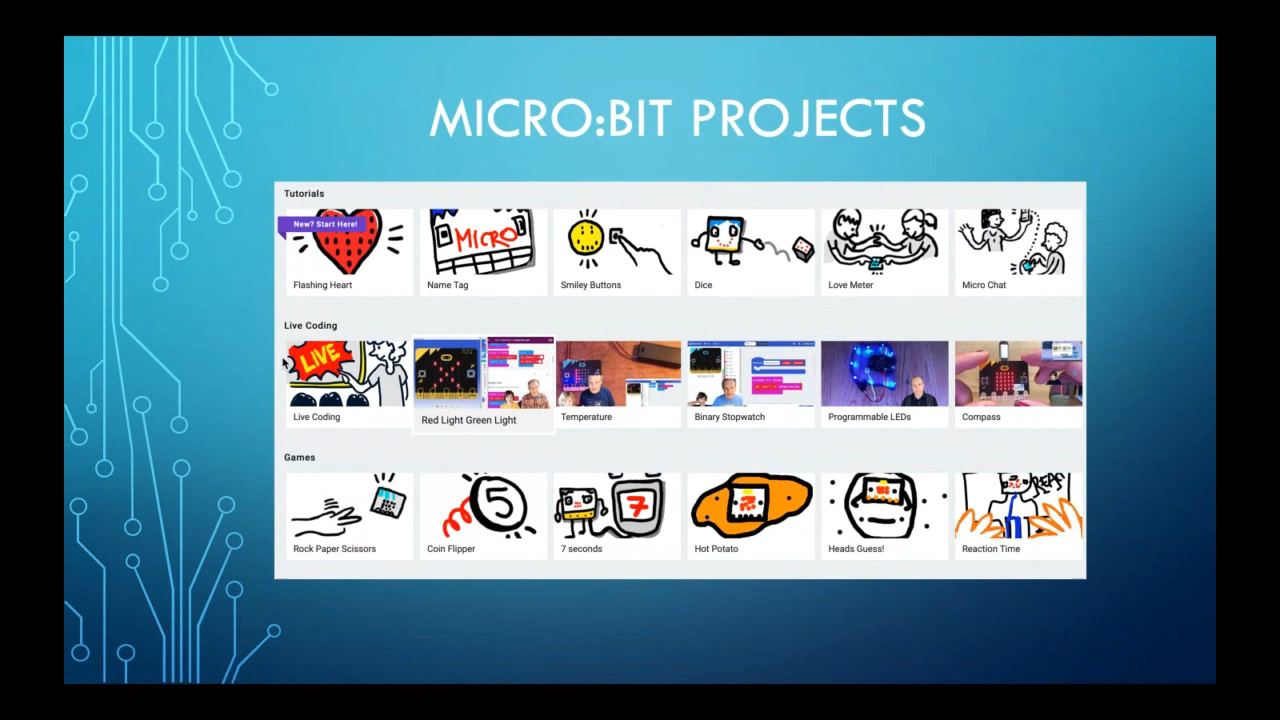 MICRO:BIT PROJECTS
Tutorials
New? Start Here!
MICRO
Flashing Heart
Name Tag
Smiley Buttons
Dice
Love Meter
Micro Chat
Live Coding
LIVE
Live Coding
Red Light Green Light
Temperature
Binary Stopwatch
Programmable LEDs
Compass
Games
5
7
Rock Paper Scissors
Coin Flipper
7 seconds
Hot Potato
Heads Guess!
Reaction Time